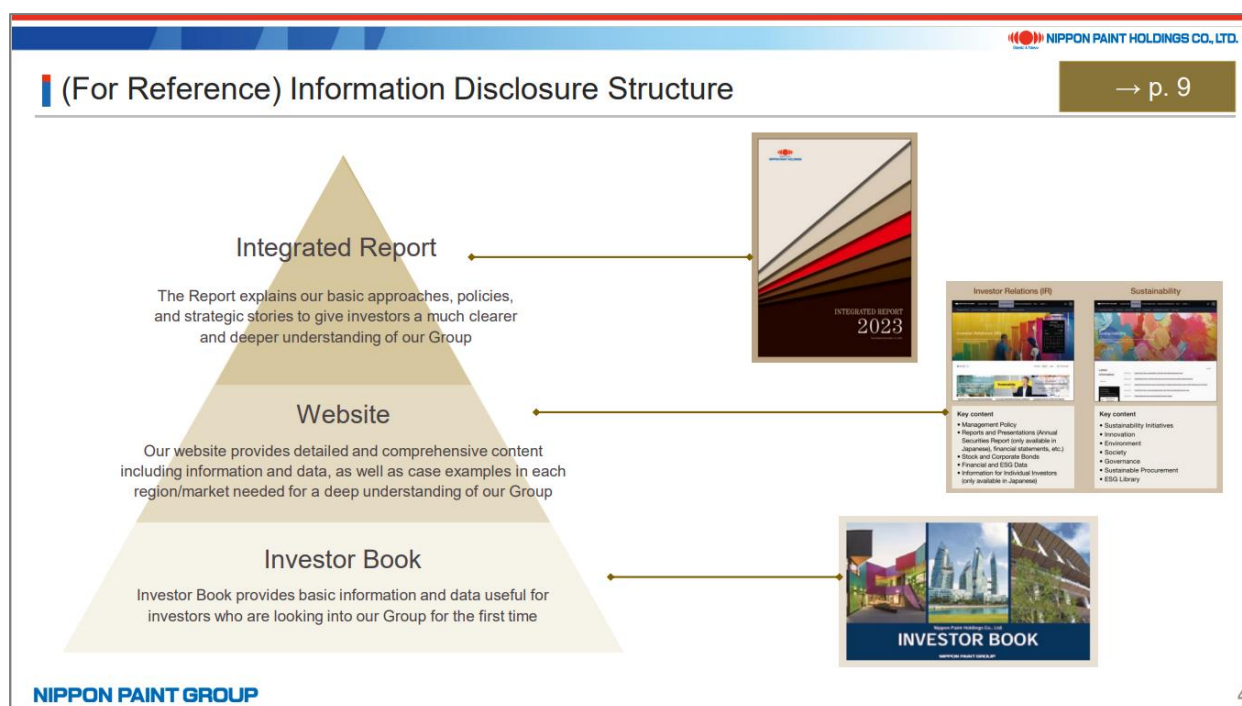 NIPPON PAINT HOLDINGS CO., LTD.
(For Reference) Information Disclosure Structure
→ p. 9
Integrated Report
The Report explains our basic approaches, policies,
and strategic stories to give investors a much clearer
and deeper understanding of our Group
INTEGRATED REPORT
2023
Website
Our website provides detailed and comprehensive content
including information and data, as well as case examples in each
region/market needed for a deep understanding of our Group
Investor Relations (IR)
Key content
• Management Policy
• Reports and Presentations (Annual
Securities Report (only available in
Japanese), financial statements, etc.)
• Stock and Corporate Bonds
• Financial and ESG Data
• Information for Individual Investors
(only available in Japanese)
Sustainability
Key content
• Sustainability Initiatives
• Innovation
• Environment
• Society
• Governance
• Sustainable Procurement
• ESG Library
Investor Book
Investor Book provides basic information and data useful for
investors who are looking into our Group for the first time
Nippon Paint Holdings Co., Ltd.
INVESTOR BOOK
NIPPON PAINT GROUP
NIPPON PAINT GROUP
4